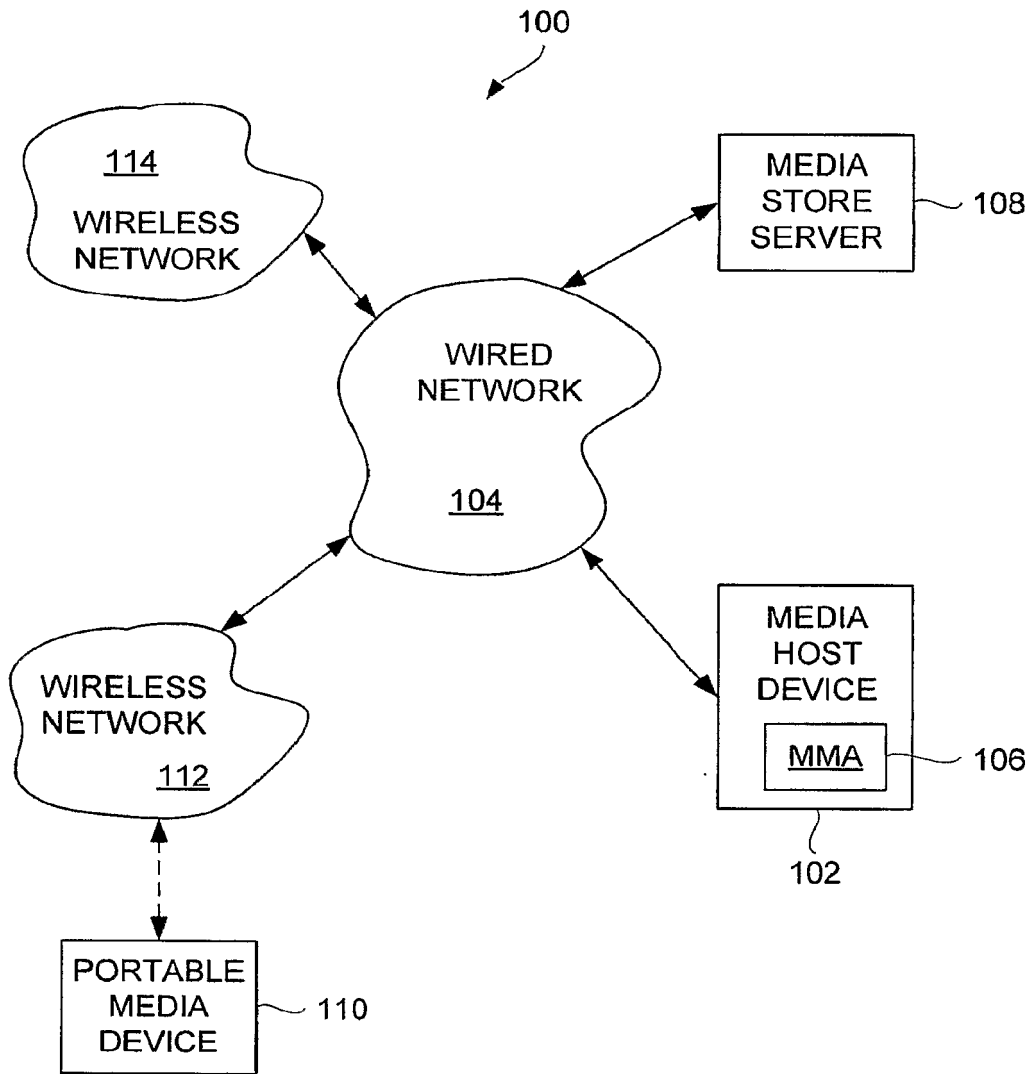 100
114
WIRELESS
NETWORK
MEDIA
STORE
SERVER
108
WIRED
NETWORK
104
WIRELESS
NETWORK
112
MEDIA
HOST
DEVICE
MMA
106
102
PORTABLE
MEDIA
DEVICE
110